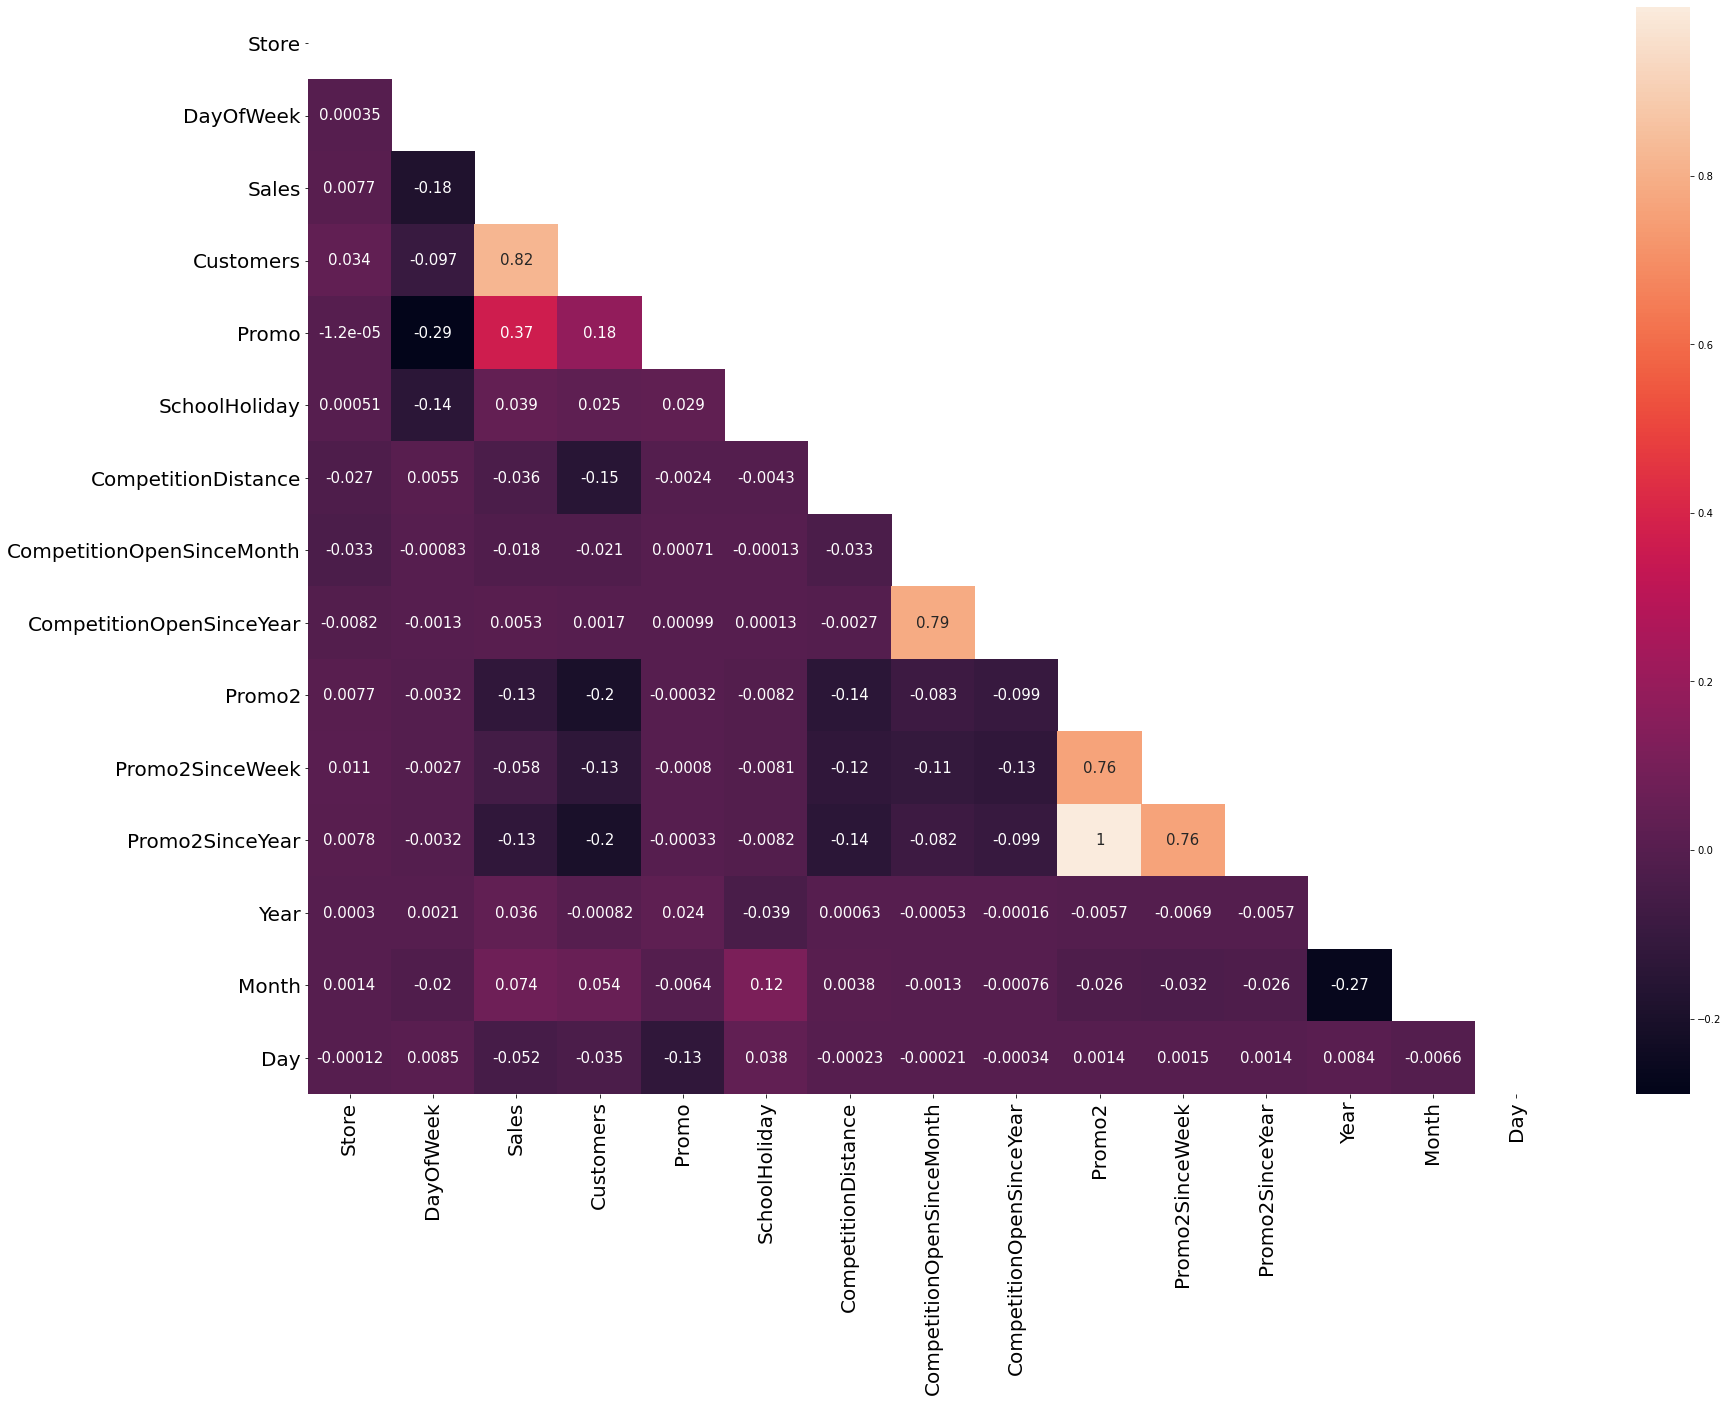 Store
DayOfWeek 0.00035
Sales 0.0077 -0.18
Customers 0.034 -0.097 0.82
Promo -1.2e-05 -0.29 0.37 0.18
SchoolHoliday 0.00051 -0.14 0.039 0.025 0.029
CompetitionDistance -0.027 0.0055 -0.036 -0.15 -0.0024 -0.0043
CompetitionOpenSinceMonth -0.033 -0.00083 -0.018 -0.021 0.00071 -0.00013 -0.033
CompetitionOpenSinceYear -0.0082 -0.0013 0.0053 0.0017 0.00099 0.00013 -0.0027 0.79
Promo2 0.0077 -0.0032 -0.13 -0.2 -0.00032 -0.0082 -0.14 -0.083 -0.099
Promo2SinceWeek 0.011 -0.0027 -0.058 -0.13 -0.0008 -0.0081 -0.12 -0.11 -0.13 0.76
Promo2SinceYear 0.0078 -0.0032 -0.13 -0.2 -0.00033 -0.0082 -0.14 -0.082 -0.099 1 0.76
Year 0.0003 0.0021 0.036 -0.00082 0.024 -0.039 0.00063 -0.00053 -0.00016 -0.0057 -0.0069 -0.0057
Month 0.0014 -0.02 0.074 0.054 -0.0064 0.12 0.0038 -0.0013 -0.00076 -0.026 -0.032 -0.026 -0.27
Day -0.00012 0.0085 -0.052 -0.035 -0.13 0.038 -0.00023 -0.00021 -0.00034 0.0014 0.0015 0.0014 0.0084 -0.0066
Store
DayOfWeek
Sales
Customers
Promo
SchoolHoliday
CompetitionDistance
CompetitionOpenSinceMonth
CompetitionOpenSinceYear
Promo2
Promo2SinceWeek
Promo2SinceYear
Year
Month
Day
0.8
0.6
0.4
0.2
0.0
−0.2